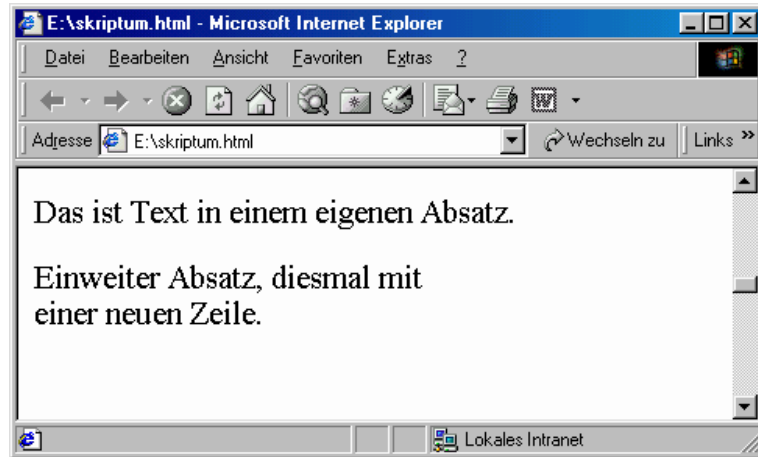 E:\skriptum.html - Microsoft Internet Explorer
Datei Bearbeiten Ansicht Favoriten Extras ?
Adresse E:\skriptum.html Wechseln zu Links »
Das ist Text in einem eigenen Absatz.
Einweiter Absatz, diesmal mit
einer neuen Zeile.
Lokales Intranet